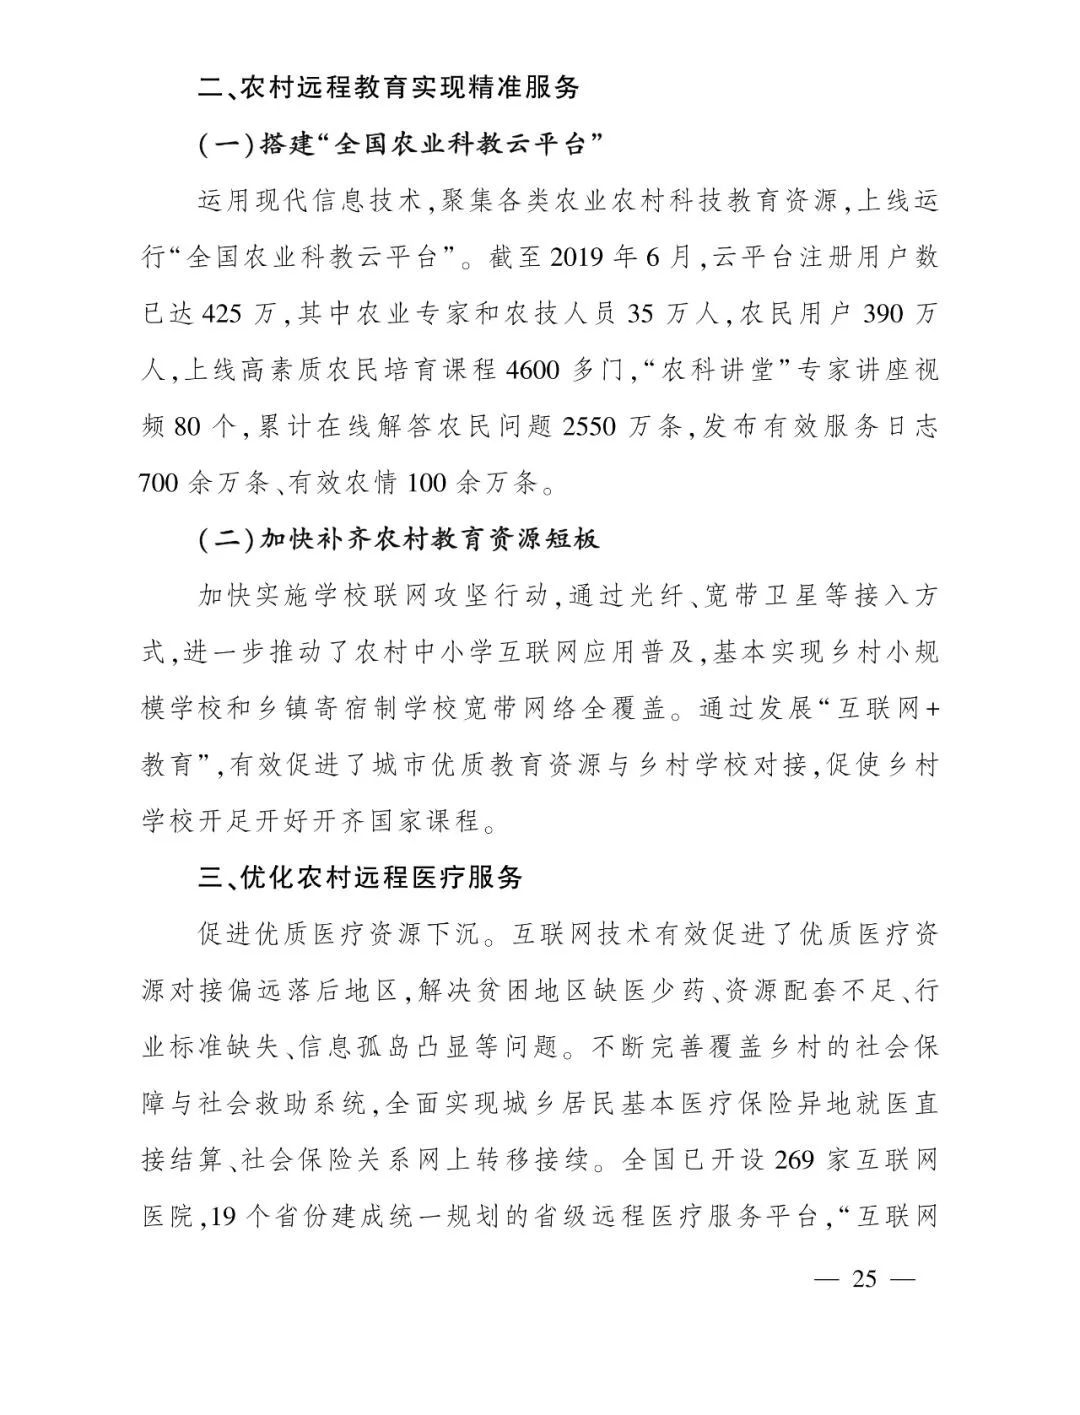 二、农村远程教育实现精准服务
(一)搭建“全国农业科教云平台”
运用现代信息技术,聚集各类农业农村科技教育资源,上线运
行“全国农业科教云平台”。截至 2019 年 6 月,云平台注册用户数
已达 425 万,其中农业专家和农技人员 35 万人,农民用户 390 万
人,上线高素质农民培育课程 4600 多门,“农科讲堂”专家讲座视
频 80 个,累计在线解答农民问题 2550 万条,发布有效服务日志
700 余万条、有效农情 100 余万条。
(二)加快补齐农村教育资源短板
加快实施学校联网攻坚行动,通过光纤、宽带卫星等接入方
式,进一步推动了农村中小学互联网应用普及,基本实现乡村小规
模学校和乡镇寄宿制学校宽带网络全覆盖。通过发展“互联网+
教育”,有效促进了城市优质教育资源与乡村学校对接,促使乡村
学校开足开好开齐国家课程。
三、优化农村远程医疗服务
促进优质医疗资源下沉。互联网技术有效促进了优质医疗资
源对接偏远落后地区,解决贫困地区缺医少药、资源配套不足、行
业标准缺失、信息孤岛凸显等问题。不断完善覆盖乡村的社会保
障与社会救助系统,全面实现城乡居民基本医疗保险异地就医直
接结算、社会保险关系网上转移接续。全国已开设 269 家互联网
医院,19 个省份建成统一规划的省级远程医疗服务平台,“互联网
— 25 —